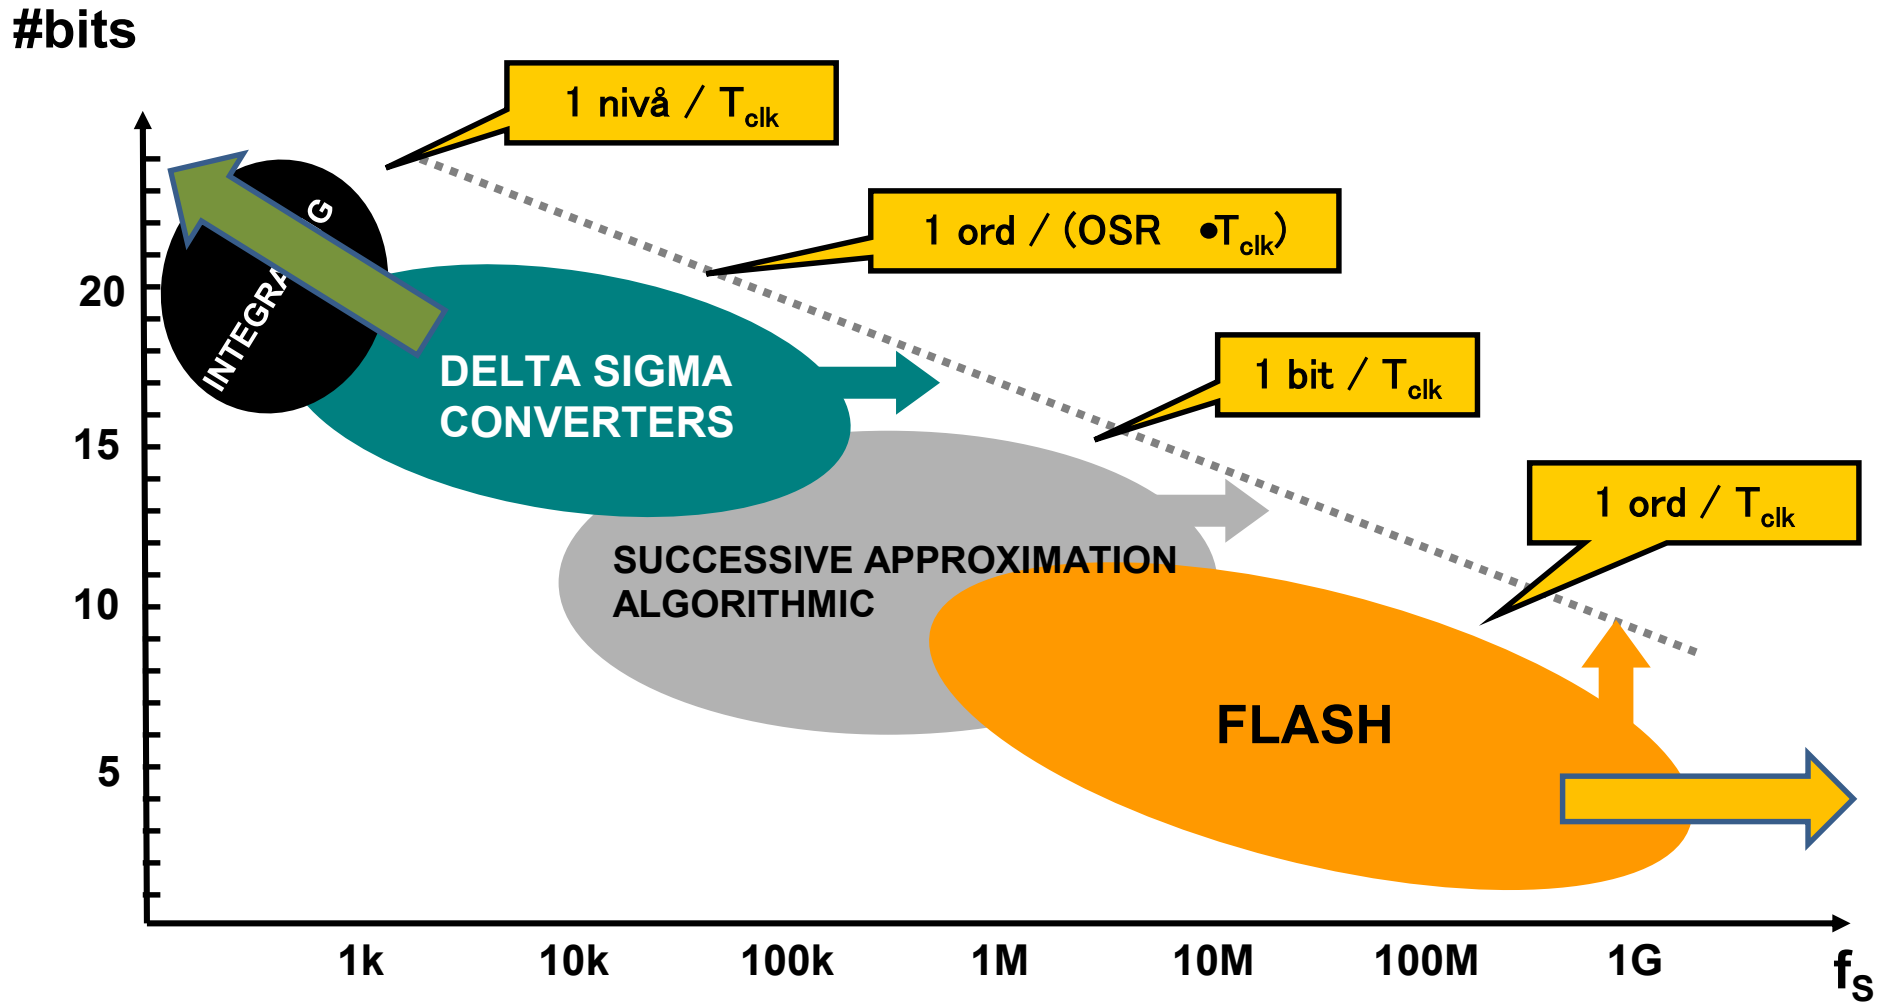 #bits
1 nivå / Tclk
1 ord / (OSR •Tclk)
1 bit / Tclk
1 ord / Tclk
20
15
10
5
DELTA SIGMA
CONVERTERS
SUCCESSIVE APPROXIMATION
ALGORITHMIC
FLASH
1k
10k
100k
1M
10M
100M
1G
fS